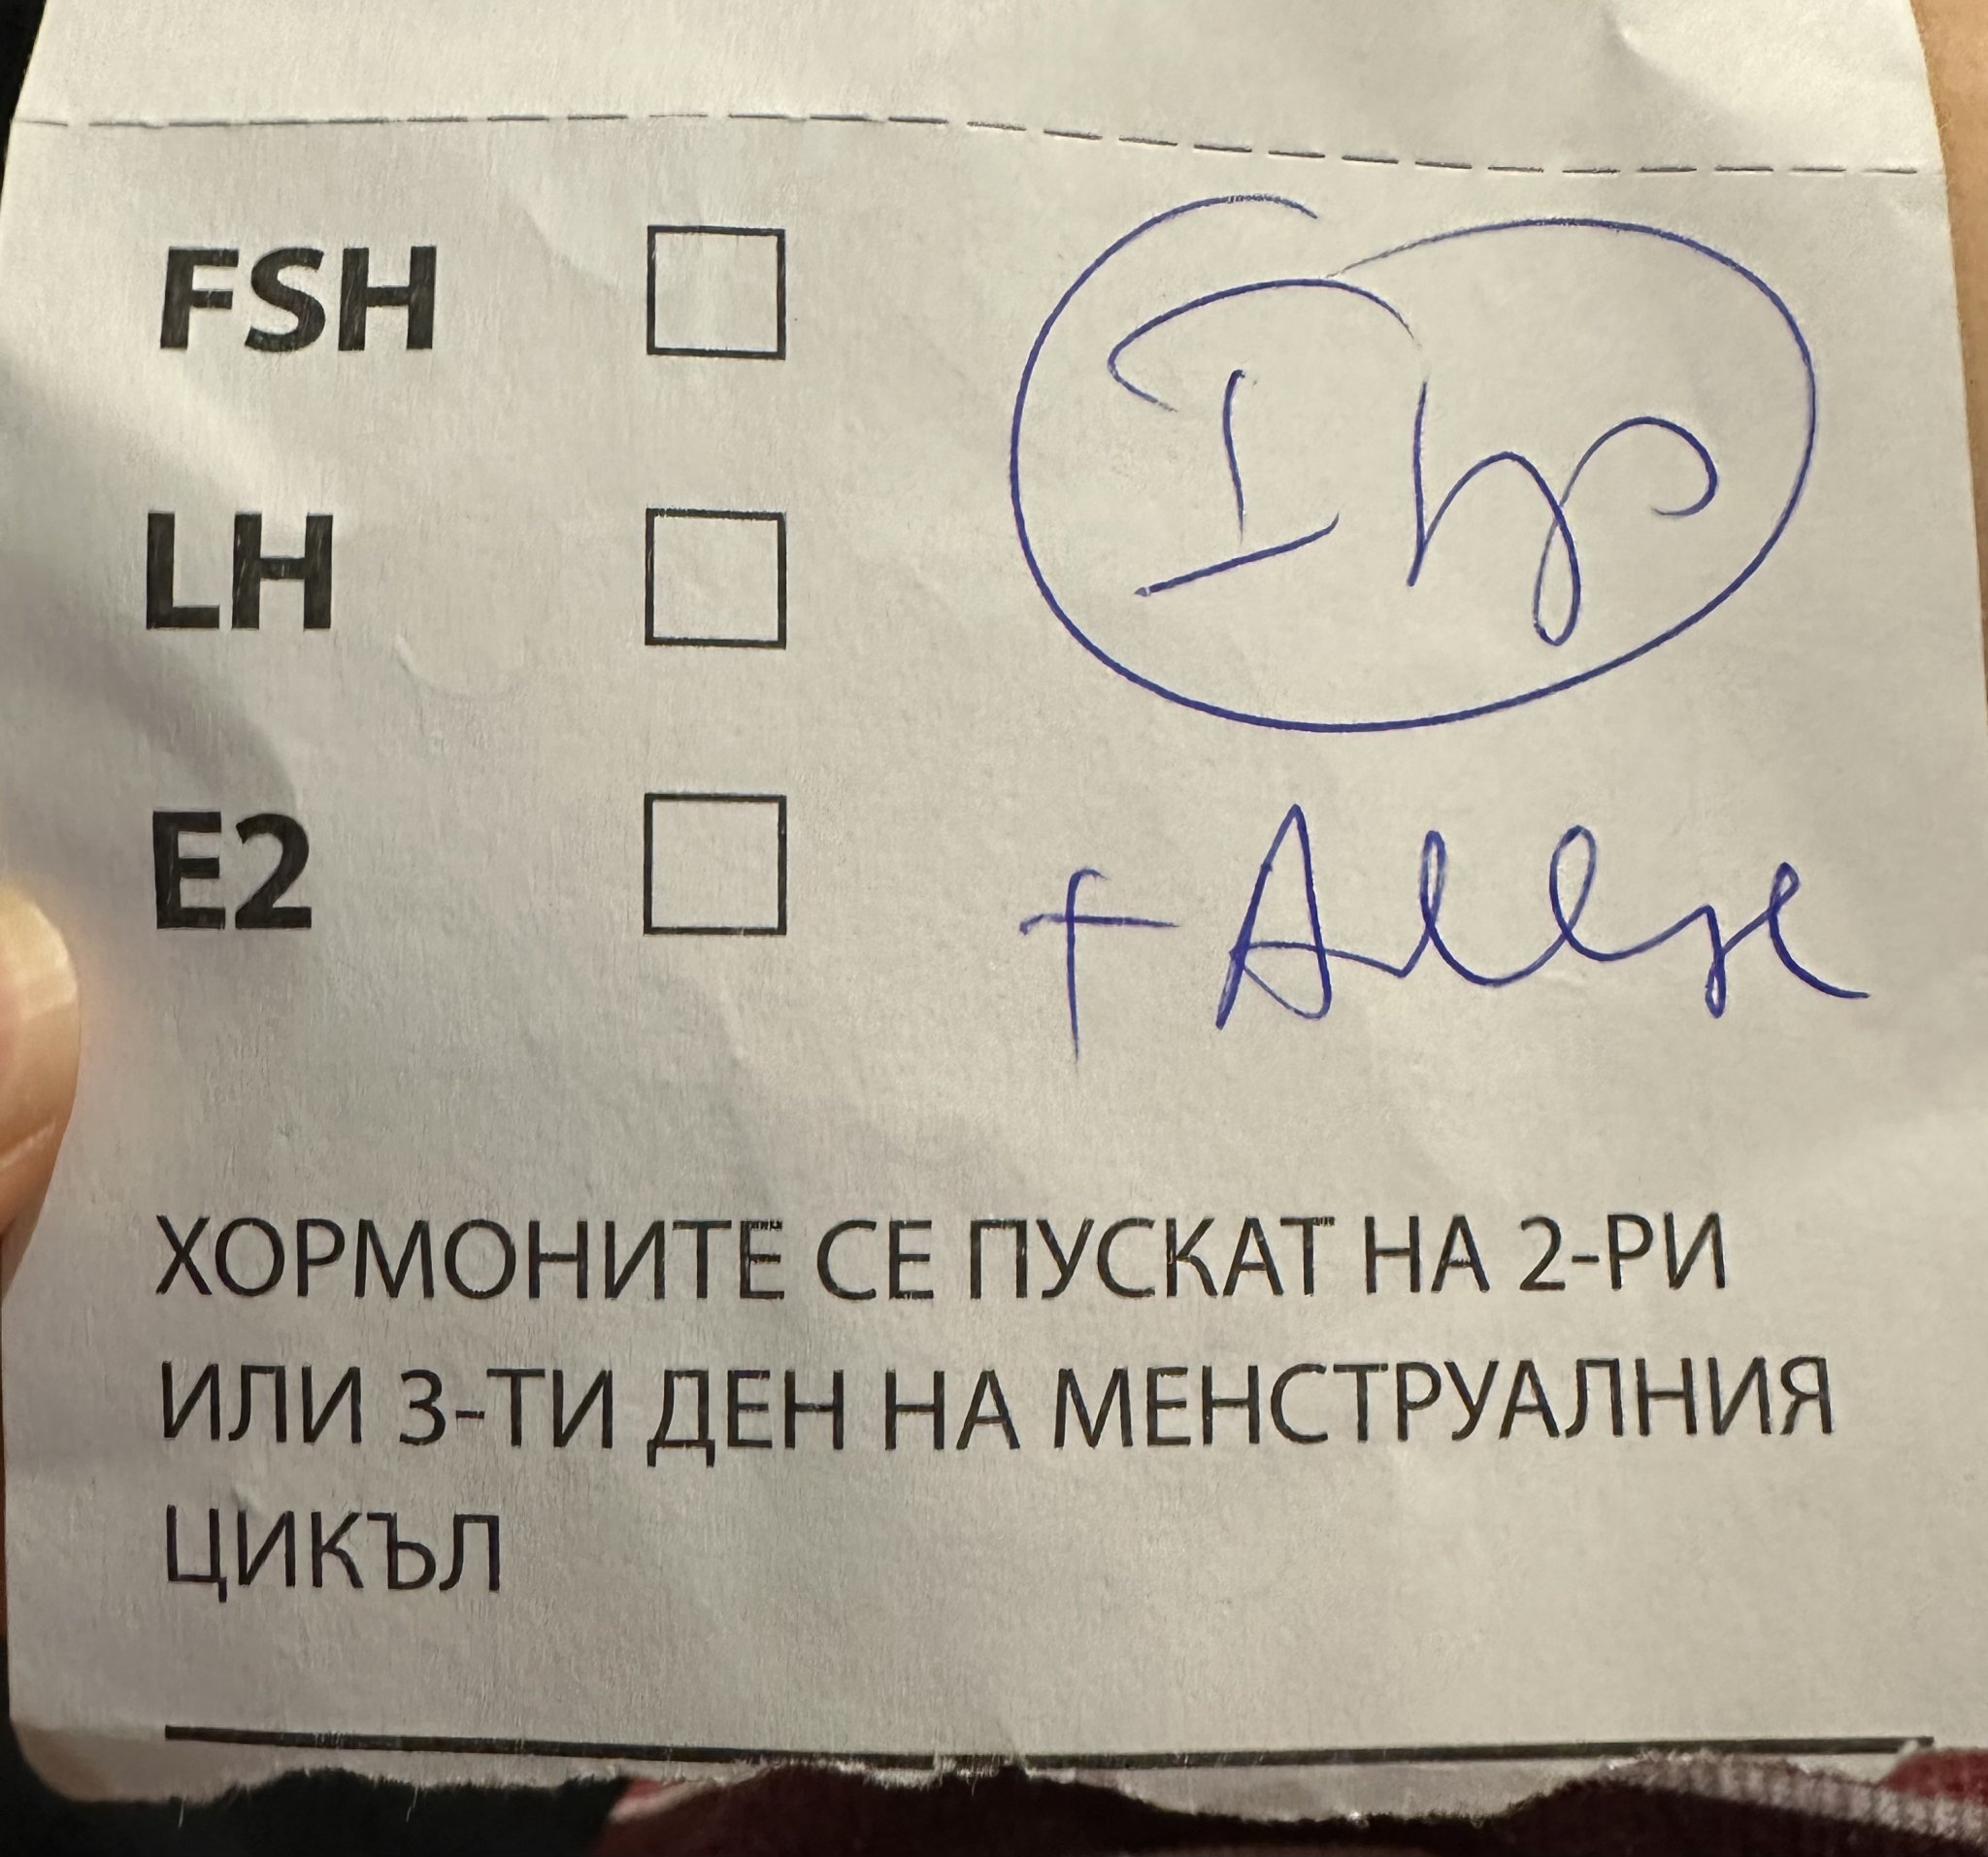 FSH
LH
E2
ХОРМОНИТЕ СЕ ПУСКАТ НА 2-РИ
ИЛИ 3-ТИ ДЕН НА МЕНСТРУАЛНИЯ
ЦИКЪЛ